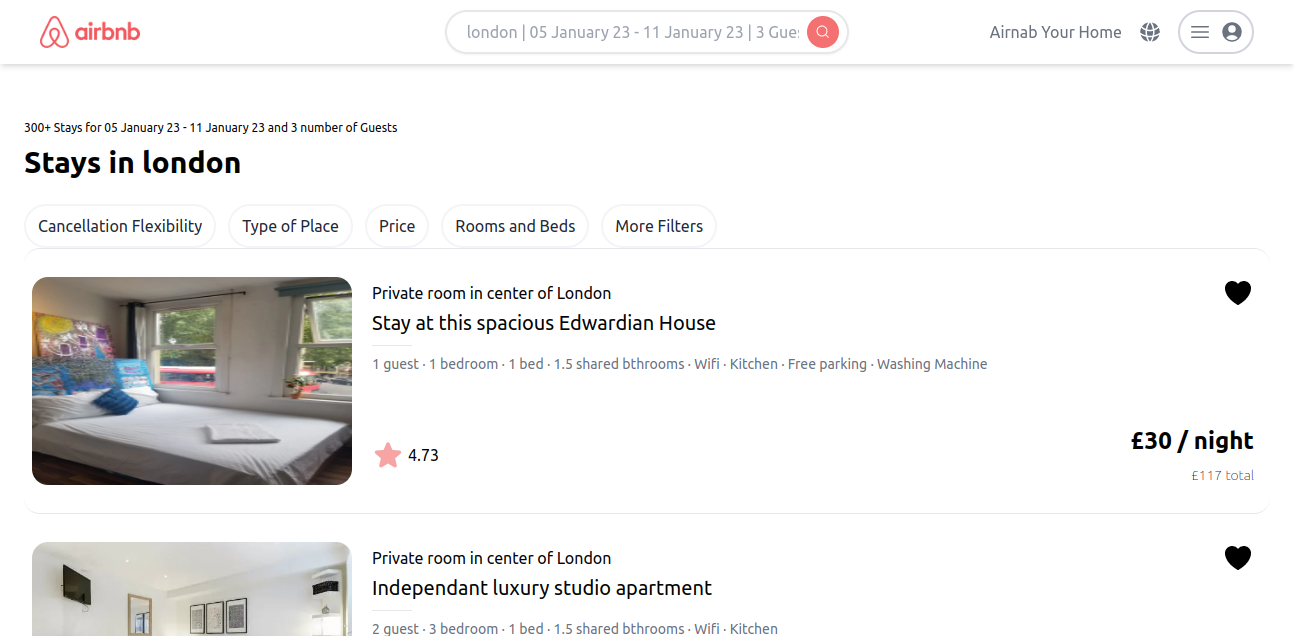 airbnb
london | 05 January 23 - 11 January 23 | 3 Gues
Airnab Your Home
300+ Stays for 05 January 23 - 11 January 23 and 3 number of Guests
Stays in london
Cancellation Flexibility
Type of Place
Price
Rooms and Beds
More Filters
Private room in center of London
Stay at this spacious Edwardian House
1 guest · 1 bedroom · 1 bed · 1.5 shared bthrooms · Wifi · Kitchen · Free parking · Washing Machine
4.73
£30 / night
£117 total
Private room in center of London
Independant luxury studio apartment
2 guest · 3 bedroom · 1 bed · 1.5 shared bthrooms · Wifi · Kitchen